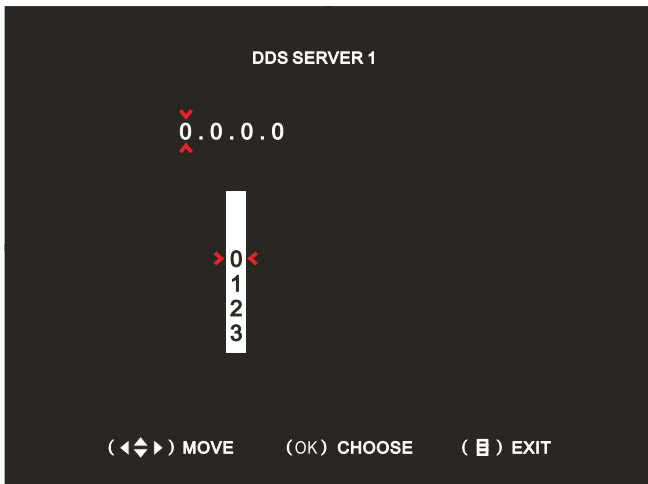 DDS SERVER 1
0.0.0.0
0
1
2
3
(◀◆▶) MOVE (OK) CHOOSE (🗏) EXIT